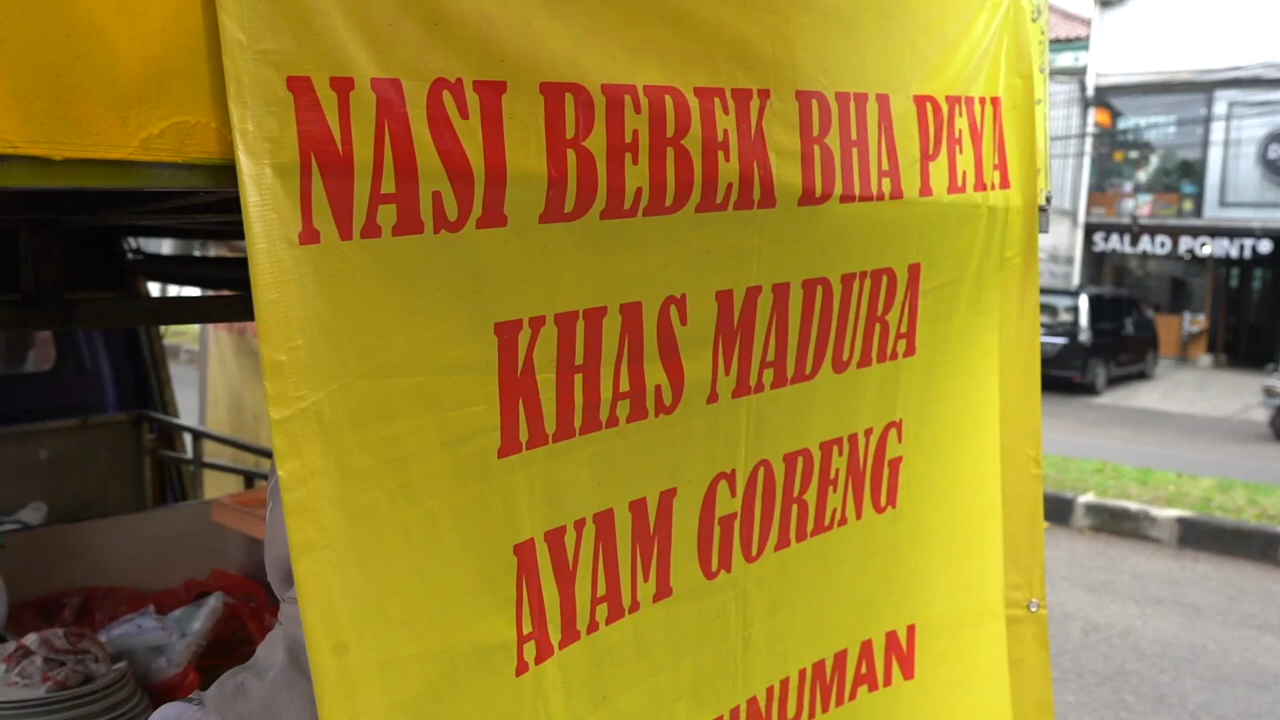 NASI BEBEK BHA PEYA
KHAS MADURA
AYAM GORENG
SALAD POINT